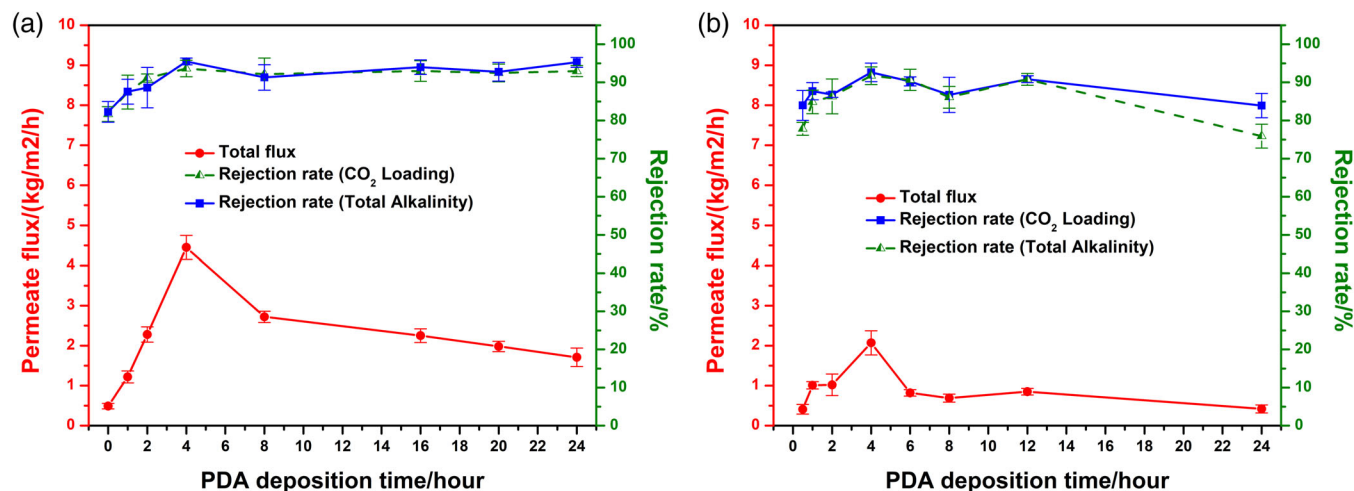 (a)
10
9
8
7
6
5
4
3
2
1
0
Permeate flux/(kg/m2/h)
Total flux
Rejection rate (CO₂ Loading)
Rejection rate (Total Alkalinity)
100
90
80
70
60
50
40
30
20
10
0
Rejection rate/%
0 2 4 6 8 10 12 14 16 18 20 22 24
PDA deposition time/hour
(b)
10
9
8
7
6
5
4
3
2
1
0
Permeate flux/(kg/m2/h)
Total flux
Rejection rate (CO₂ Loading)
Rejection rate (Total Alkalinity)
100
90
80
70
60
50
40
30
20
10
0
Rejection rate/%
0 2 4 6 8 10 12 14 16 18 20 22 24
PDA deposition time/hour